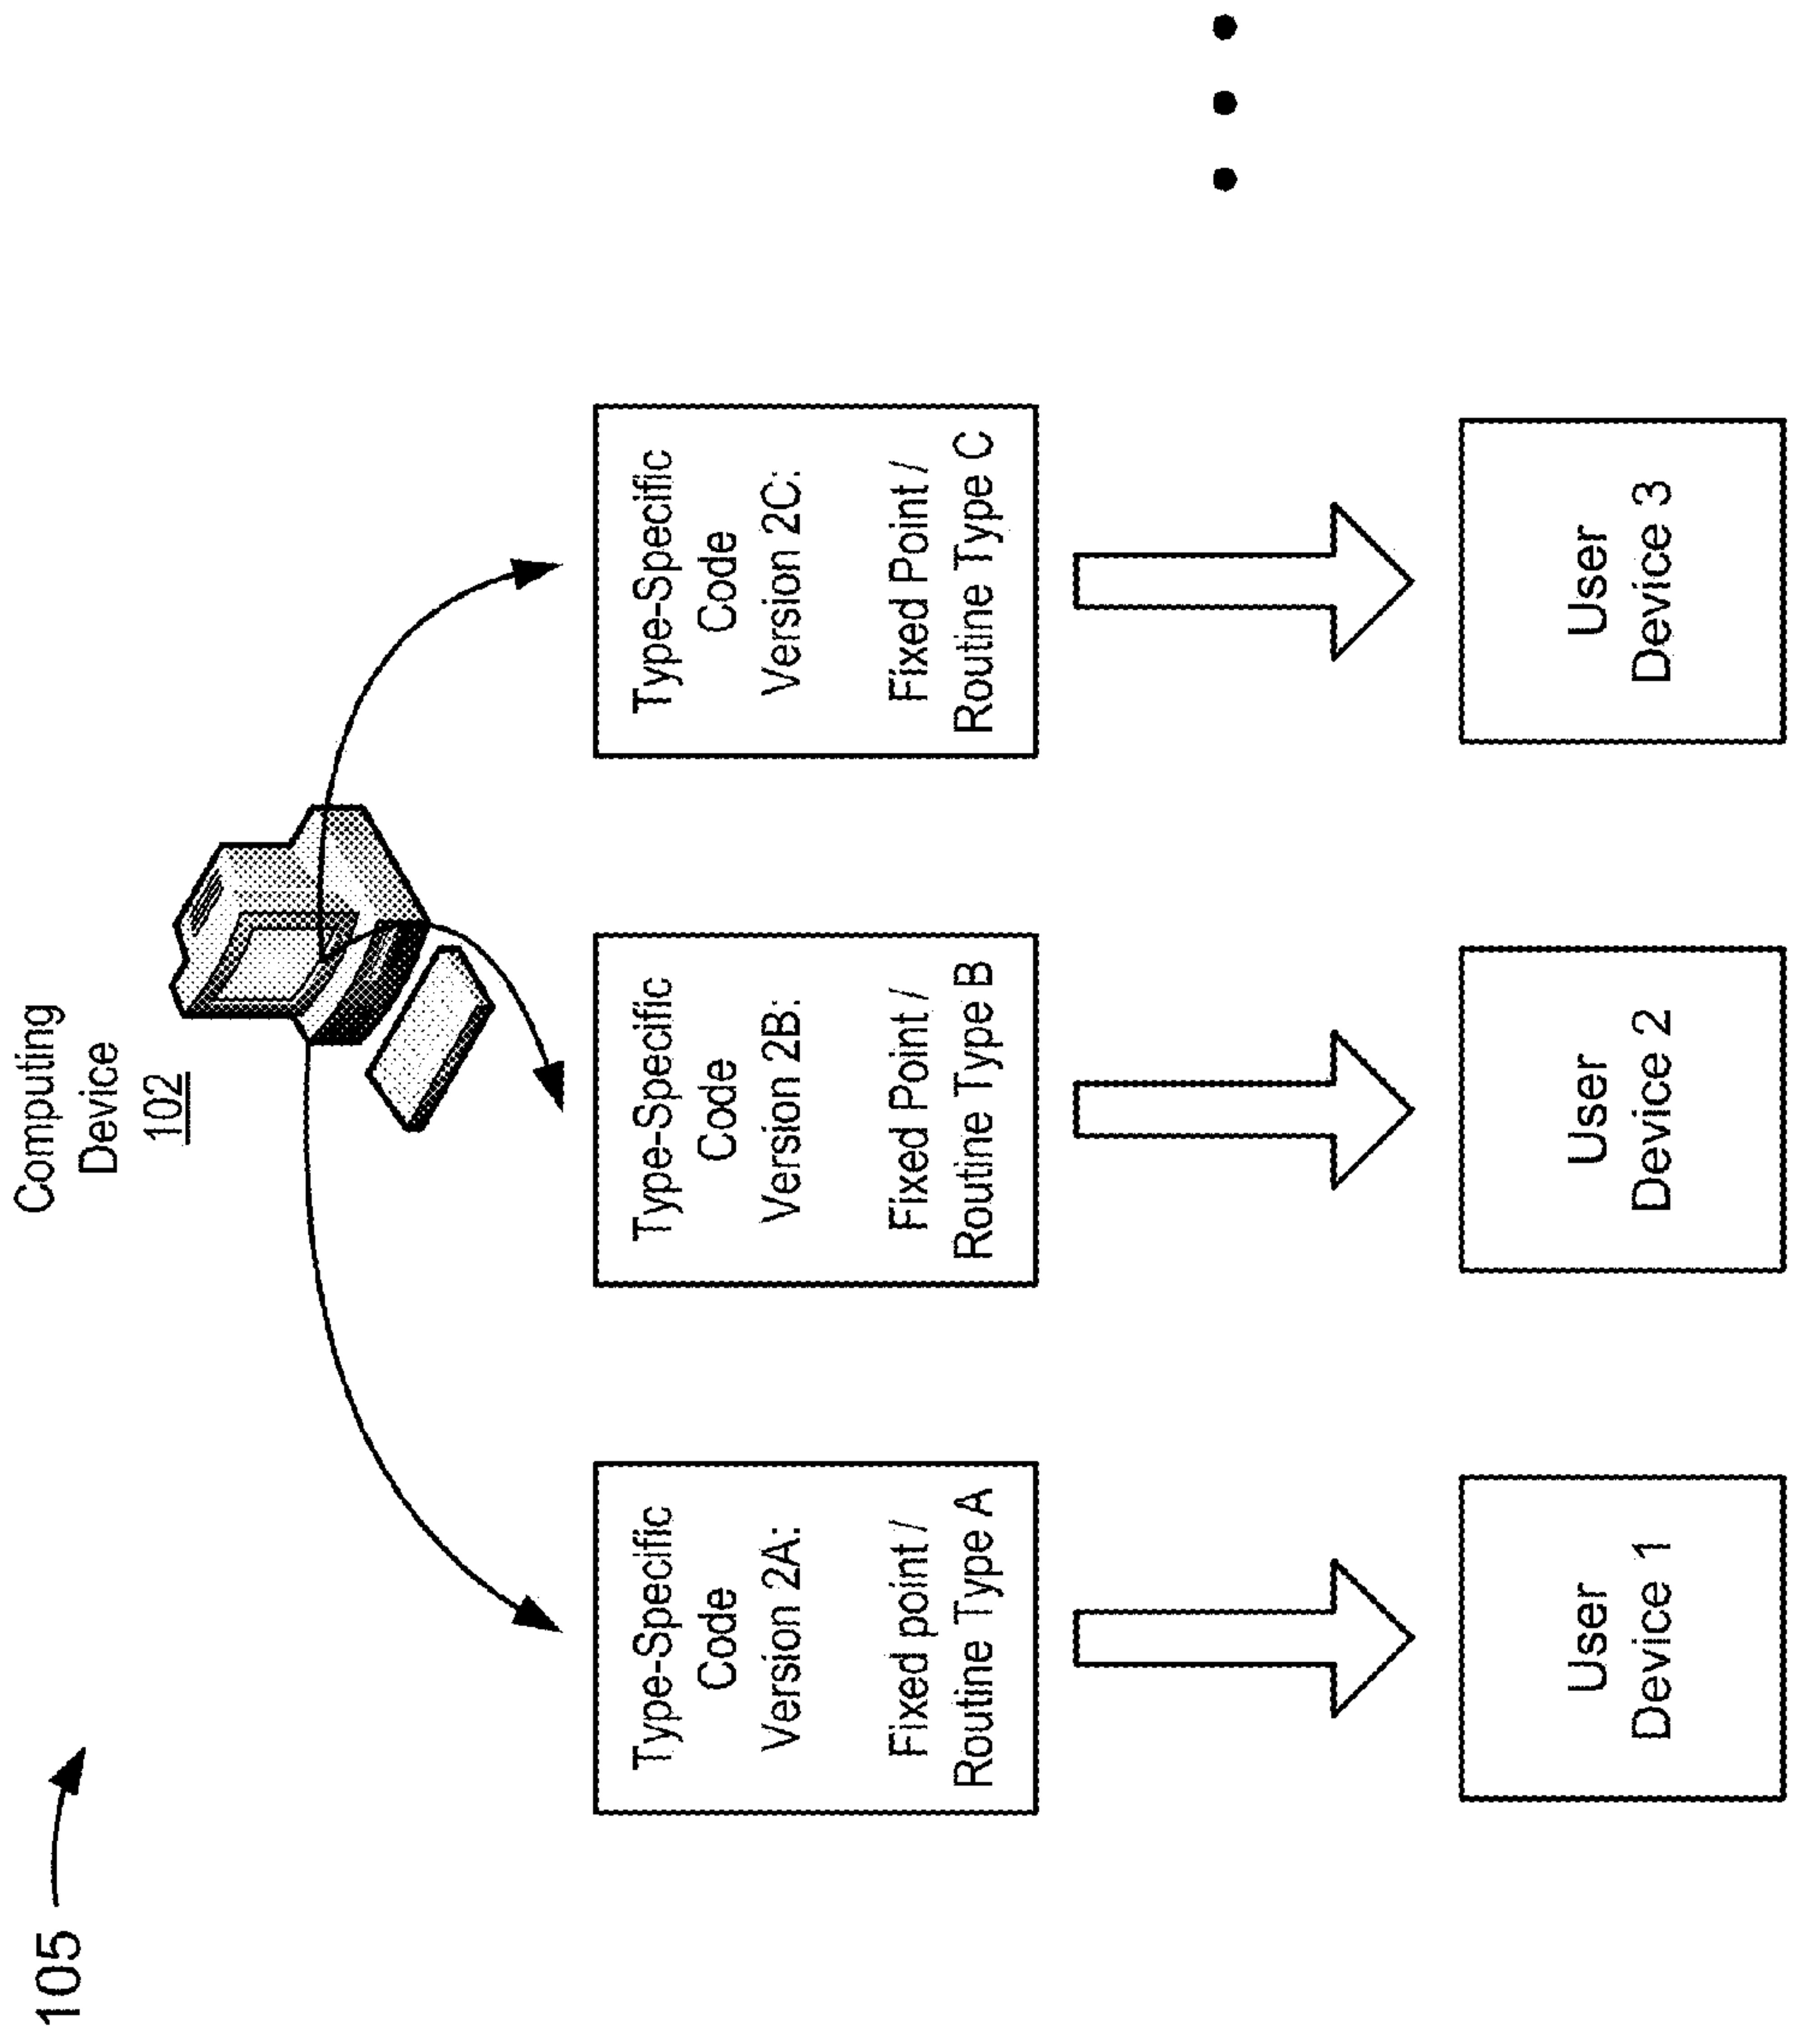 105
Computing
Device
102
Type-Specific
Code
Version 2A:
Fixed point /
Routine Type A
Type-Specific
Code
Version 2B:
Fixed Point /
Routine Type B
Type-Specific
Code
Version 2C:
Fixed Point /
Routine Type C
User
Device 1
User
Device 2
User
Device 3